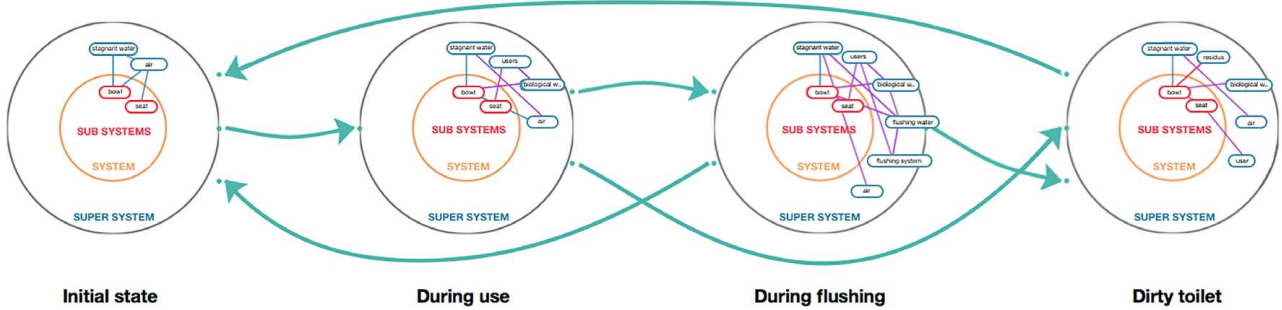 stagnant water
air
bowl
seat
SUB SYSTEMS
SYSTEM
SUPER SYSTEM
Initial state
stagnant water
users
biological w..
bowl
seat
air
SUB SYSTEMS
SYSTEM
SUPER SYSTEM
During use
stagnant water
users
biological w..
bowl
seat
flushing water
SUB SYSTEMS
flushing system
SYSTEM
air
SUPER SYSTEM
During flushing
stagnant water
residus
biological w..
bowl
seat
air
SUB SYSTEMS
user
SYSTEM
SUPER SYSTEM
Dirty toilet